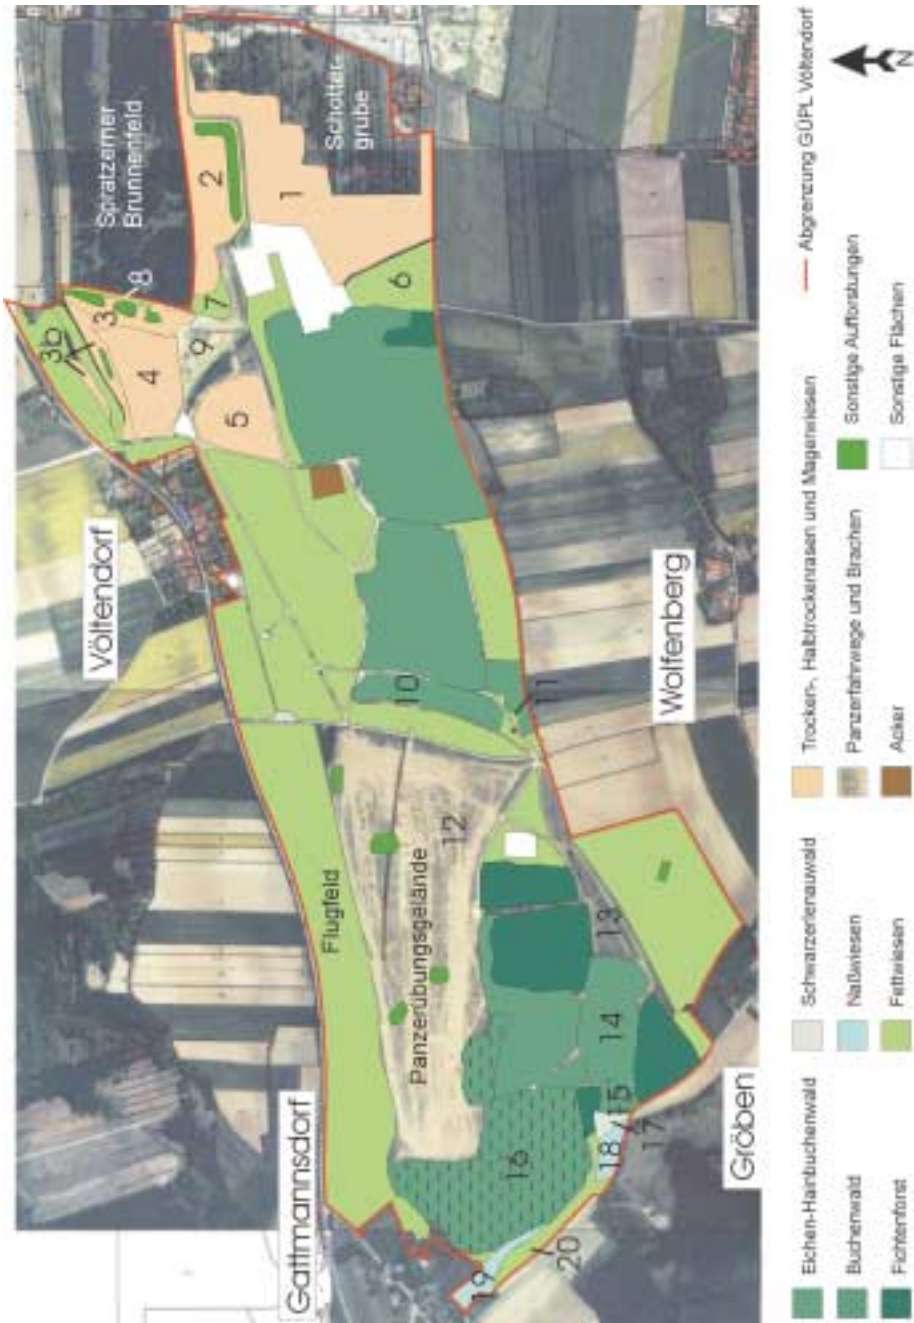 Spratzerner
Brunnenfeld
Schotter-
grube
Völtendorf
Wolfenberg
Flugfeld
Panzerübungsgelände
Gattmannsdorf
Gröben
1
2
3
3b
4
5
6
7
8
9
10
11
12
13
14
15
16
17
18
19
20
Eichen-Hainbuchenwald
Buchenwald
Fichtenforst
Schwarzerlenauwald
Naßwiesen
Fettwiesen
Trocken-, Halbtrockenrasen und Magerwiesen
Panzerfahrwege und Brachen
Acker
Abgrenzung GÜPL Völtendorf
Sonstige Aufforstungen
Sonstige Flächen
N